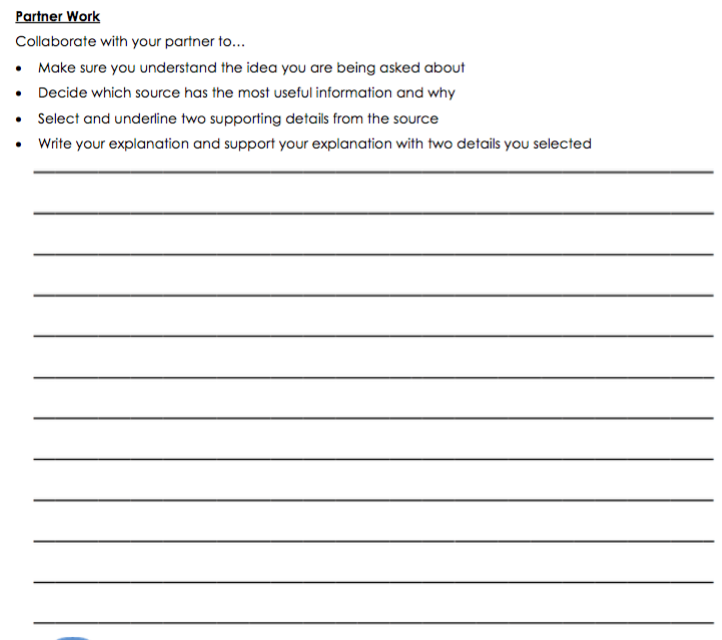 Partner Work
Collaborate with your partner to...
• Make sure you understand the idea you are being asked about
• Decide which source has the most useful information and why
• Select and underline two supporting details from the source
• Write your explanation and support your explanation with two details you selected